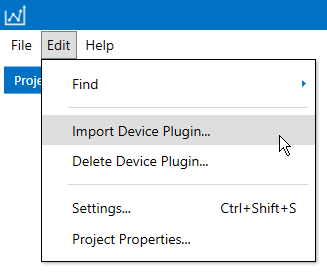 File Edit Help
Proje
Find
Import Device Plugin...
Delete Device Plugin...
Settings... Ctrl+Shift+S
Project Properties...